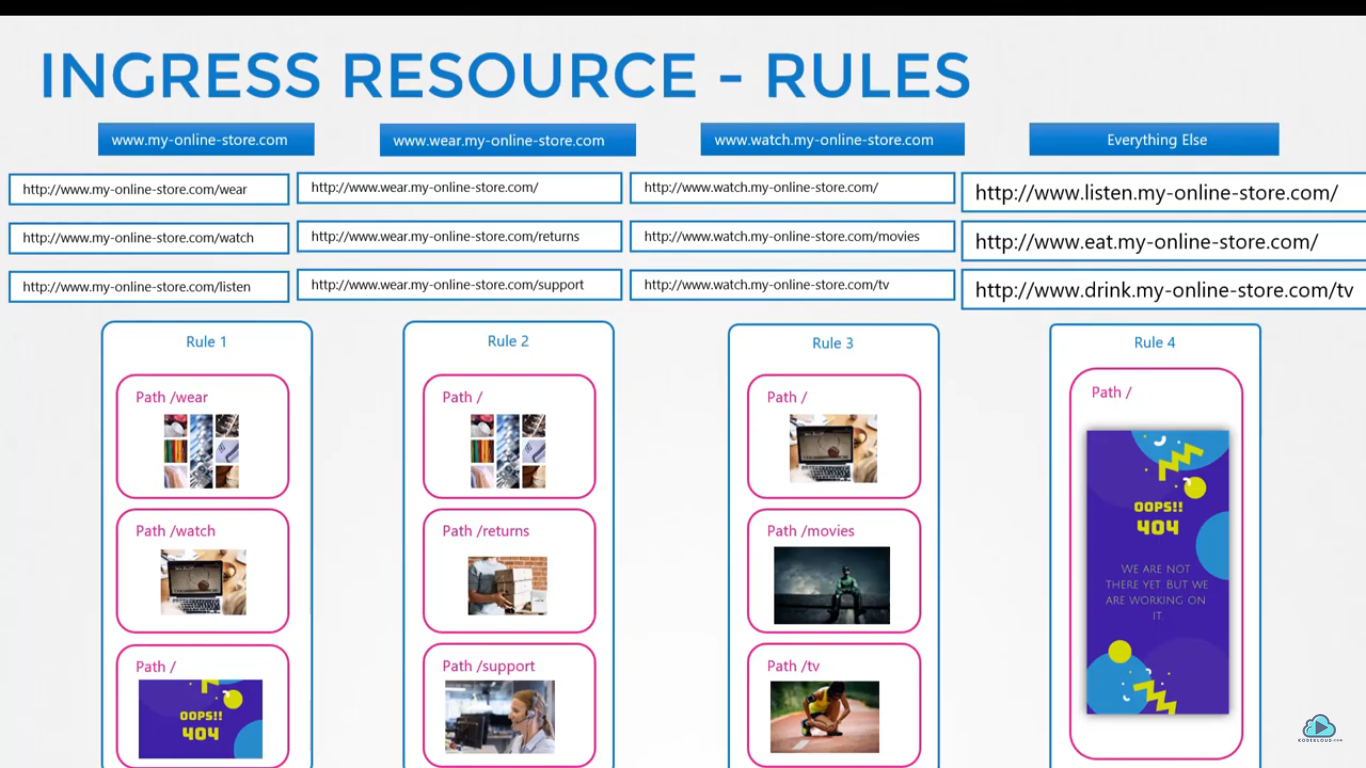 INGRESS RESOURCE - RULES
www.my-online-store.com
www.wear.my-online-store.com
www.watch.my-online-store.com
Everything Else
http://www.my-online-store.com/wear
http://www.wear.my-online-store.com/
http://www.watch.my-online-store.com/
http://www.listen.my-online-store.com/
http://www.my-online-store.com/watch
http://www.wear.my-online-store.com/returns
http://www.watch.my-online-store.com/movies
http://www.eat.my-online-store.com/
http://www.my-online-store.com/listen
http://www.wear.my-online-store.com/support
http://www.watch.my-online-store.com/tv
http://www.drink.my-online-store.com/tv
Rule 1
Path /wear
Path /watch
Path /
OOPS!!
404
Rule 2
Path /
Path /returns
Path /support
Rule 3
Path /
Path /movies
Path /tv
Rule 4
Path /
OOPS!!
404
WE ARE NOT
THERE YET BUT WE
ARE WORKING ON
IT.
KODEKLOUD.COM